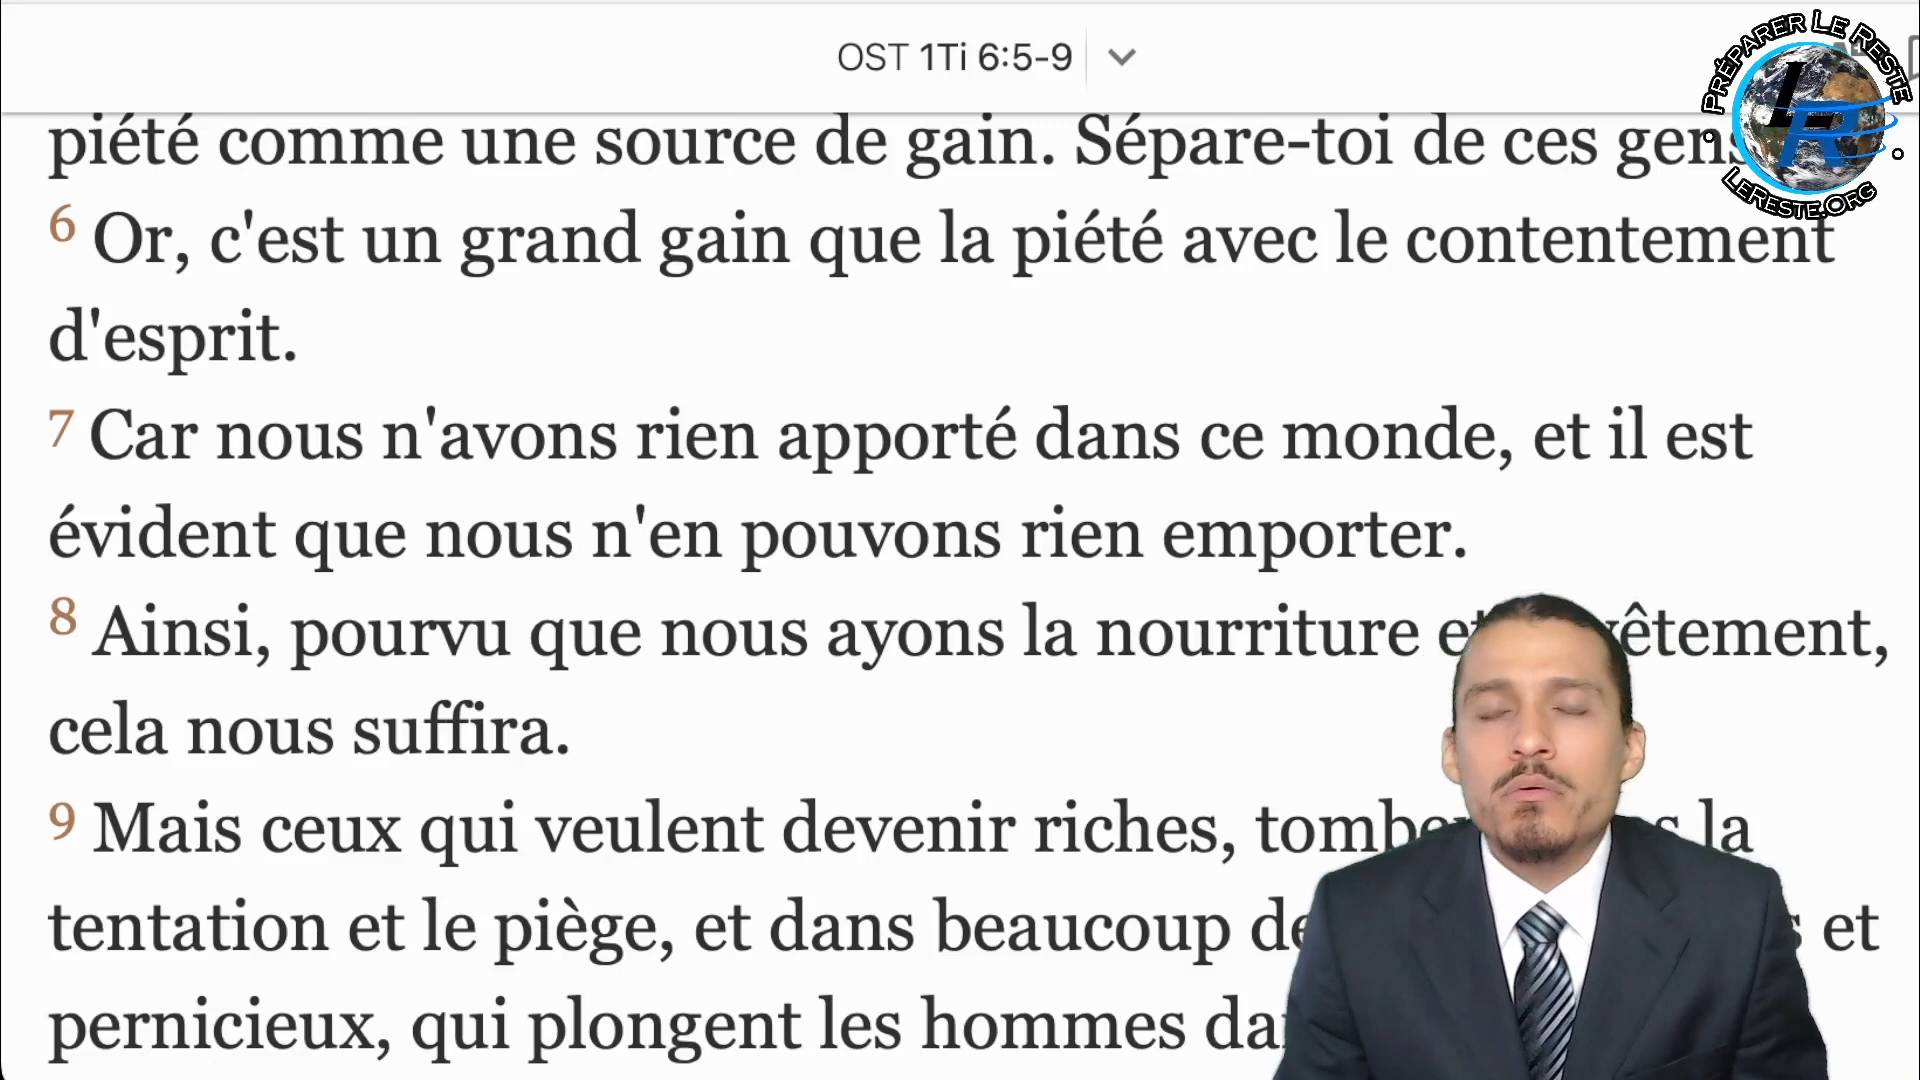 OST 1Ti 6:5-9
PRÉPARER LE RESTE
piété comme une source de gain. Sépare-toi de ces gens
LR
LERESTE.ORG
6 Or, c'est un grand gain que la piété avec le contentement
d'esprit.
7 Car nous n'avons rien apporté dans ce monde, et il est
évident que nous n'en pouvons rien emporter.
8 Ainsi, pourvu que nous ayons la nourriture et vêtement,
cela nous suffira.
9 Mais ceux qui veulent devenir riches, la
tentation et le piège, et dans beaucoup et
pernicieux, qui plongent les hommes